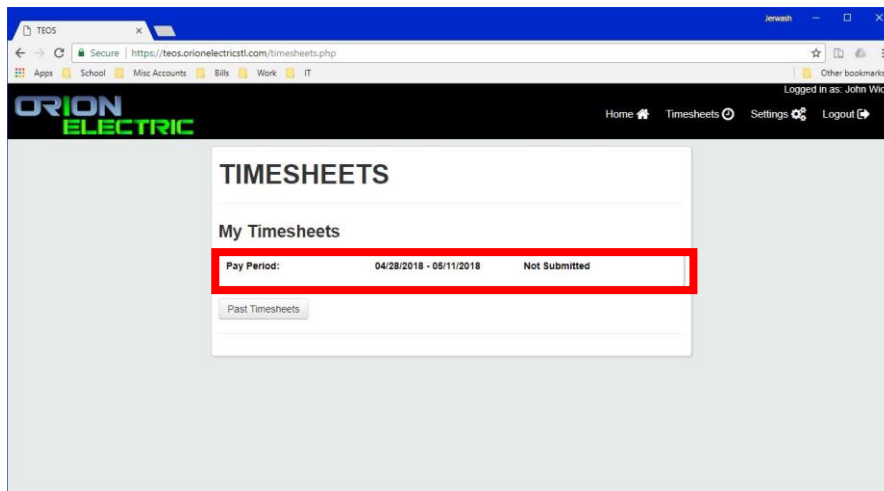 Jerwash
TEOS
Secure | https://teos.orionelectricstl.com/timesheets.php
Apps School Misc Accounts Bills Work IT Other bookmarks
Logged in as: John Wic
ORION
ELECTRIC
Home Timesheets Settings Logout
TIMESHEETS
My Timesheets
Pay Period: 04/28/2018 - 05/11/2018 Not Submitted
Past Timesheets